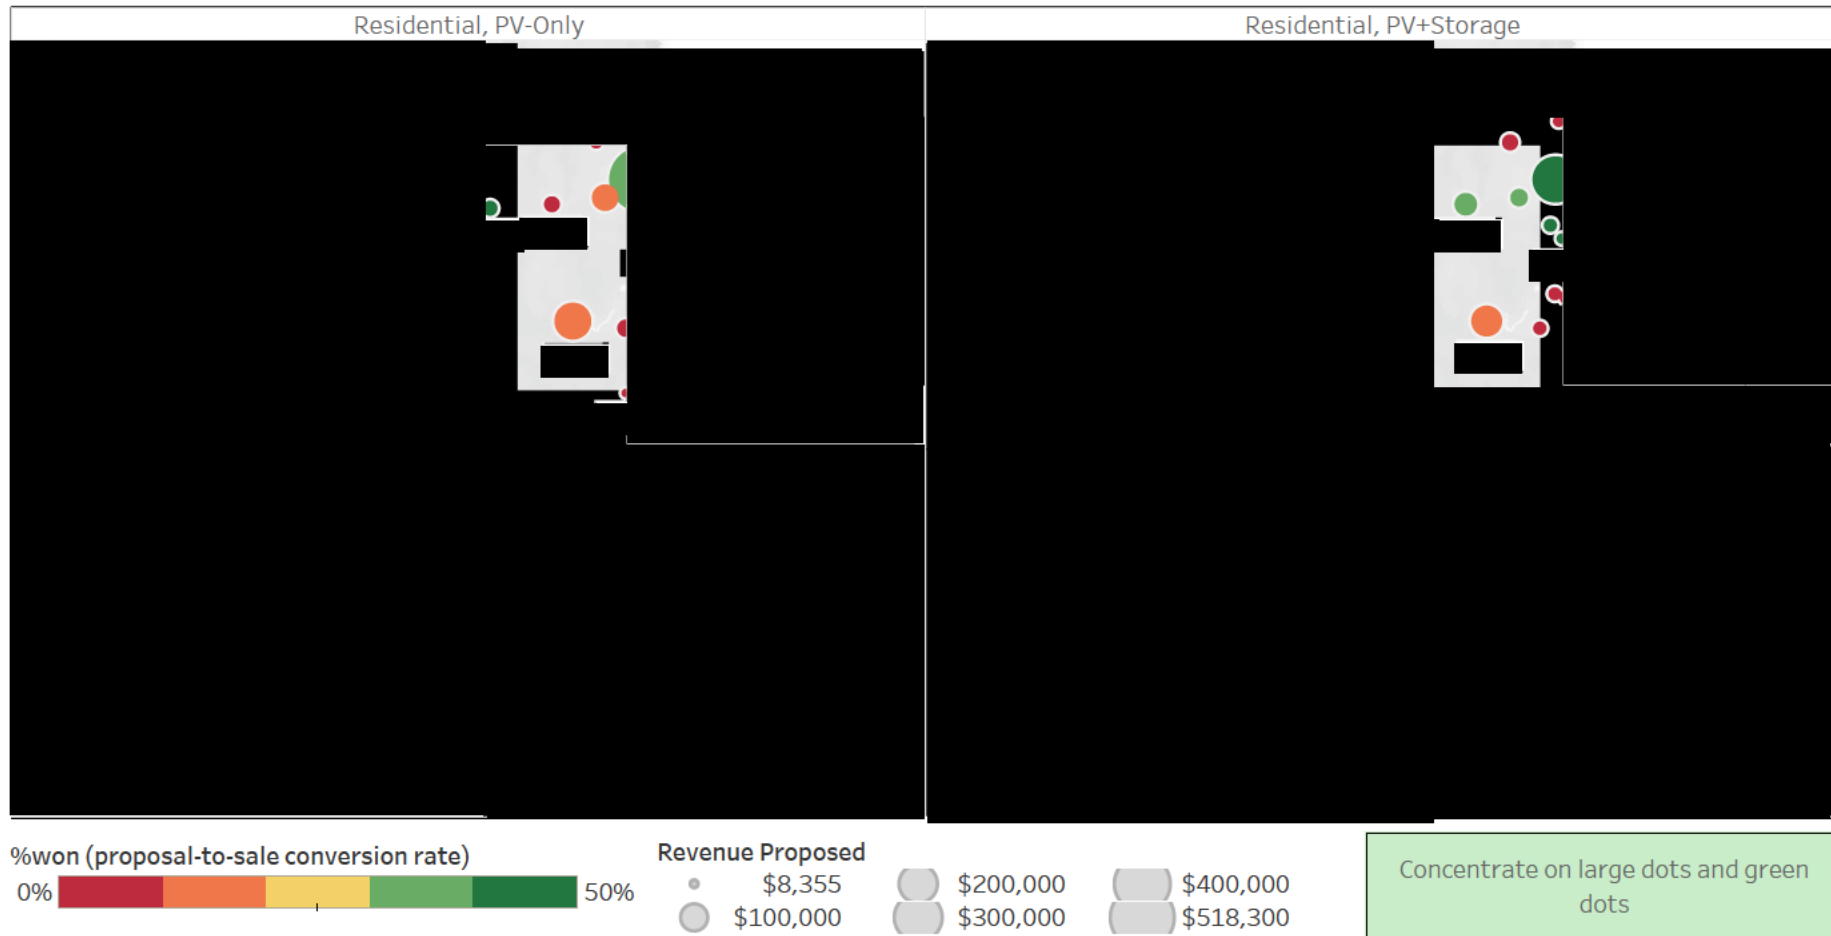 Residential, PV-Only
Residential, PV+Storage
%won (proposal-to-sale conversion rate)
0% 50%
Revenue Proposed
$8,355 $200,000 $400,000
$100,000 $300,000 $518,300
Concentrate on large dots and green
dots